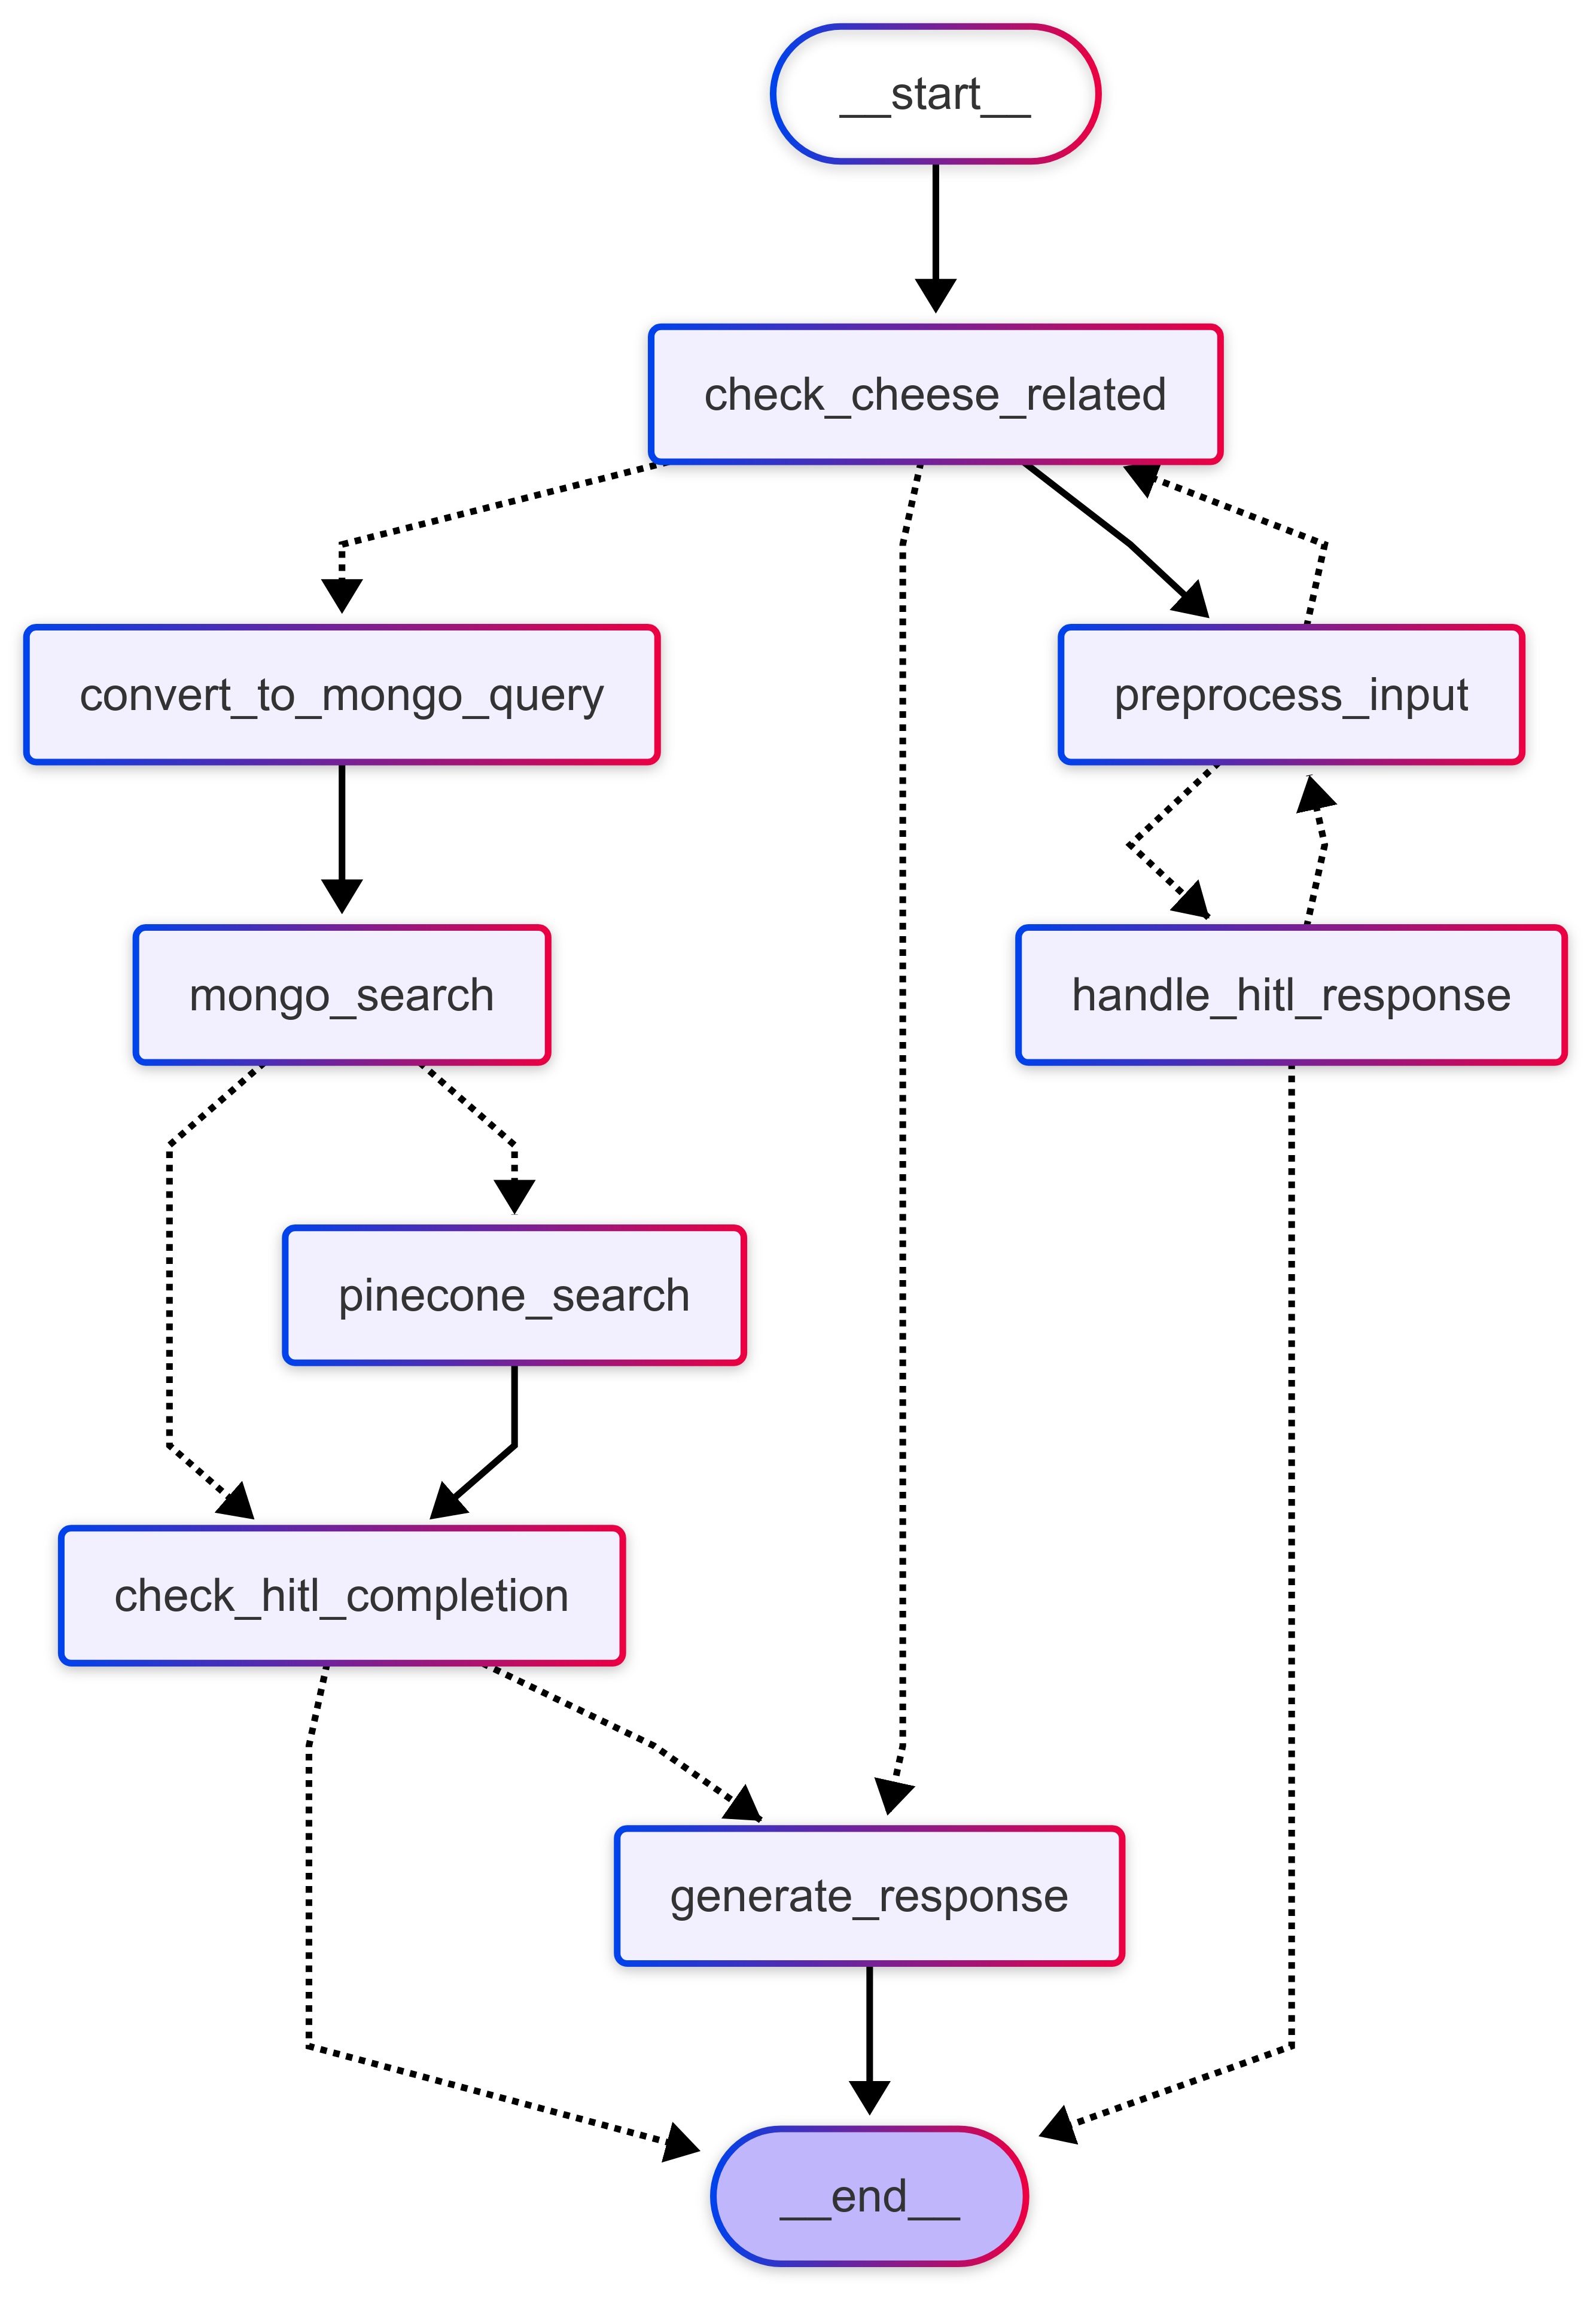 __start__
check_cheese_related
convert_to_mongo_query
preprocess_input
mongo_search
handle_hitl_response
pinecone_search
check_hitl_completion
generate_response
__end__